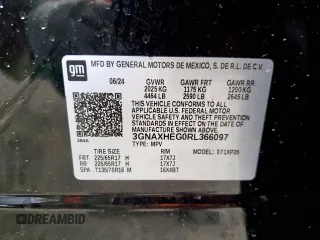 gm
MFD BY GENERAL MOTORS DE MEXICO, S. DE R.L. DE C.V.
06/24 GVWR GAWR FRT GAWR RR
2025 KG 1175 KG 1200 KG
4464 LB 2590 LB 2645 LB
THIS VEHICLE CONFORMS TO ALL APPLICABLE U.S. FEDERAL MOTOR
VEHICLE SAFETY, BUMPER, AND THEFT PREVENTION STANDARDS
IN EFFECT ON THE DATE OF MANUFACTURE SHOWN ABOVE.
3GNAXHEG0RL366097
TYPE: MPV MODEL:
TIRE SIZE RIM
FRT 225/65R17 H 17X7J
RR 225/65R17 H 17X7J
SPA T135/70R16 M 16X4BT